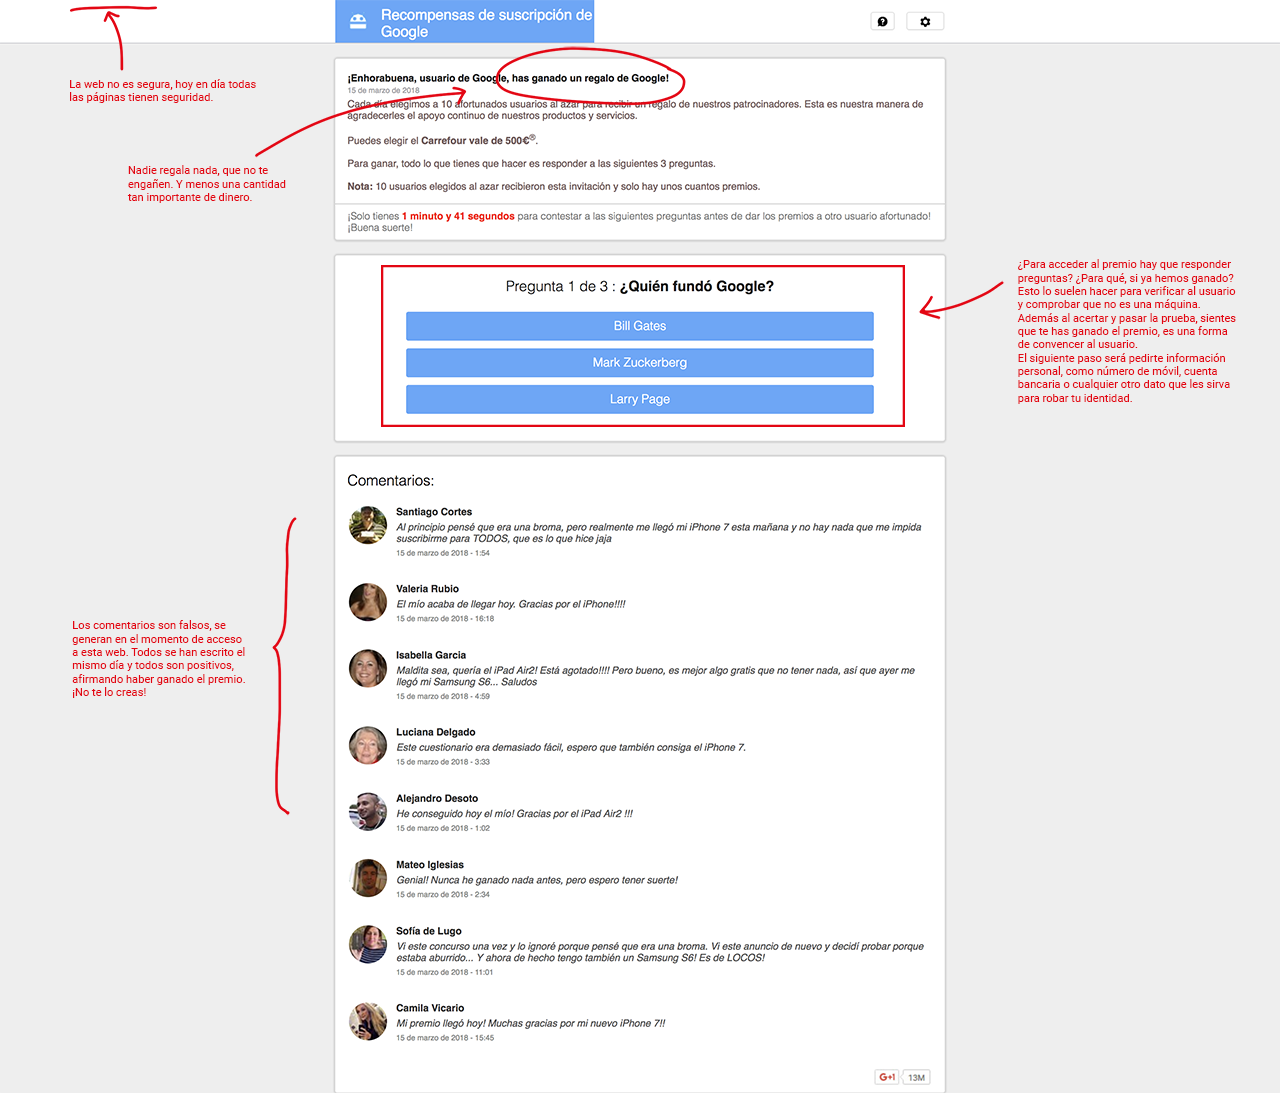 Recompensas de suscripción de
Google
La web no es segura, hoy en día todas
las páginas tienen seguridad.
¡Enhorabuena, usuario de Google, has ganado un regalo de Google!
15 de marzo de 2018
Cada día elegimos a 10 afortunados usuarios al azar para recibir un regalo de nuestros patrocinadores. Esta es nuestra manera de
agradecerles el apoyo continuo de nuestros productos y servicios.
Puedes elegir el Carrefour vale de 500€®.
Para ganar, todo lo que tienes que hacer es responder a las siguientes 3 preguntas.
Nota: 10 usuarios elegidos al azar recibieron esta invitación y solo hay unos cuantos premios.
Nadie regala nada, que no te
engañen. Y menos una cantidad
tan importante de dinero.
¡Solo tienes 1 minuto y 41 segundos para contestar a las siguientes preguntas antes de dar los premios a otro usuario afortunado!
¡Buena suerte!
Pregunta 1 de 3 : ¿Quién fundó Google?
Bill Gates
Mark Zuckerberg
Larry Page
¿Para acceder al premio hay que responder
preguntas? ¿Para qué, si ya hemos ganado?
Esto lo suelen hacer para verificar al usuario
y comprobar que no es una máquina.
Además al acertar y pasar la prueba, sientes
que te has ganado el premio, es una forma
de convencer al usuario.
El siguiente paso será pedirte información
personal, como número de móvil, cuenta
bancaria o cualquier otro dato que les sirva
para robar tu identidad.
Comentarios:
Santiago Cortes
Al principio pensé que era una broma, pero realmente me llegó mi iPhone 7 esta mañana y no hay nada que me impida
suscribirme para TODOS, que es lo que hice jaja
15 de marzo de 2018 - 1:54
Valeria Rubio
El mío acaba de llegar hoy. Gracias por el iPhone!!!!
15 de marzo de 2018 - 16:18
Isabella Garcia
Maldita sea, quería el iPad Air2! Está agotado!!!! Pero bueno, es mejor algo gratis que no tener nada, así que ayer me
llegó mi Samsung S6... Saludos
15 de marzo de 2018 - 4:59
Luciana Delgado
Este cuestionario era demasiado fácil, espero que también consiga el iPhone 7.
15 de marzo de 2018 - 3:33
Alejandro Desoto
He conseguido hoy el mío! Gracias por el iPad Air2 !!!
15 de marzo de 2018 - 1:02
Mateo Iglesias
Genial! Nunca he ganado nada antes, pero espero tener suerte!
15 de marzo de 2018 - 2:34
Sofía de Lugo
Vi este concurso una vez y lo ignoré porque pensé que era una broma. Vi este anuncio de nuevo y decidí probar porque
estaba aburrido... Y ahora de hecho tengo también un Samsung S6! Es de LOCOS!
15 de marzo de 2018 - 11:01
Camila Vicario
Mi premio llegó hoy! Muchas gracias por mi nuevo iPhone 7!!
15 de marzo de 2018 - 15:45
Los comentarios son falsos, se
generan en el momento de acceso
a esta web. Todos se han escrito el
mismo día y todos son positivos,
afirmando haber ganado el premio.
¡No te lo creas!
G+1 13M